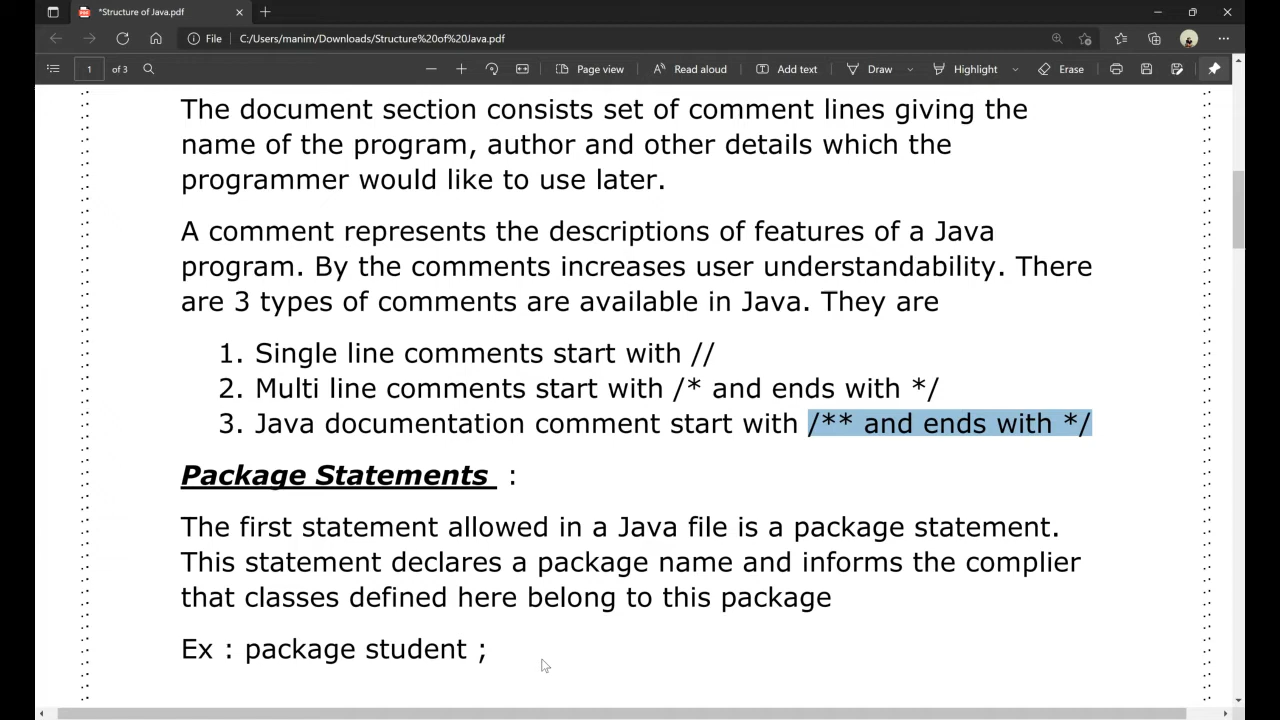 *Structure of Java.pdf
File C:/Users/manim/Downloads/Structure%20of%20Java.pdf
1 of 3 Page view Read aloud Add text Draw Highlight Erase
The document section consists set of comment lines giving the
name of the program, author and other details which the
programmer would like to use later.
A comment represents the descriptions of features of a Java
program. By the comments increases user understandability. There
are 3 types of comments are available in Java. They are
1. Single line comments start with //
2. Multi line comments start with /* and ends with */
3. Java documentation comment start with /** and ends with */
Package Statements :
The first statement allowed in a Java file is a package statement.
This statement declares a package name and informs the complier
that classes defined here belong to this package
Ex : package student ;